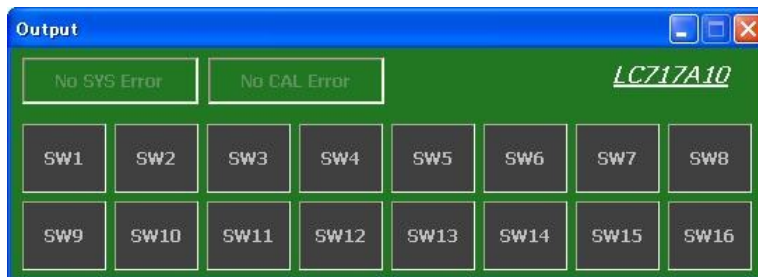 Output
No SYS Error No CAL Error LC717A10
SW1 SW2 SW3 SW4 SW5 SW6 SW7 SW8
SW9 SW10 SW11 SW12 SW13 SW14 SW15 SW16